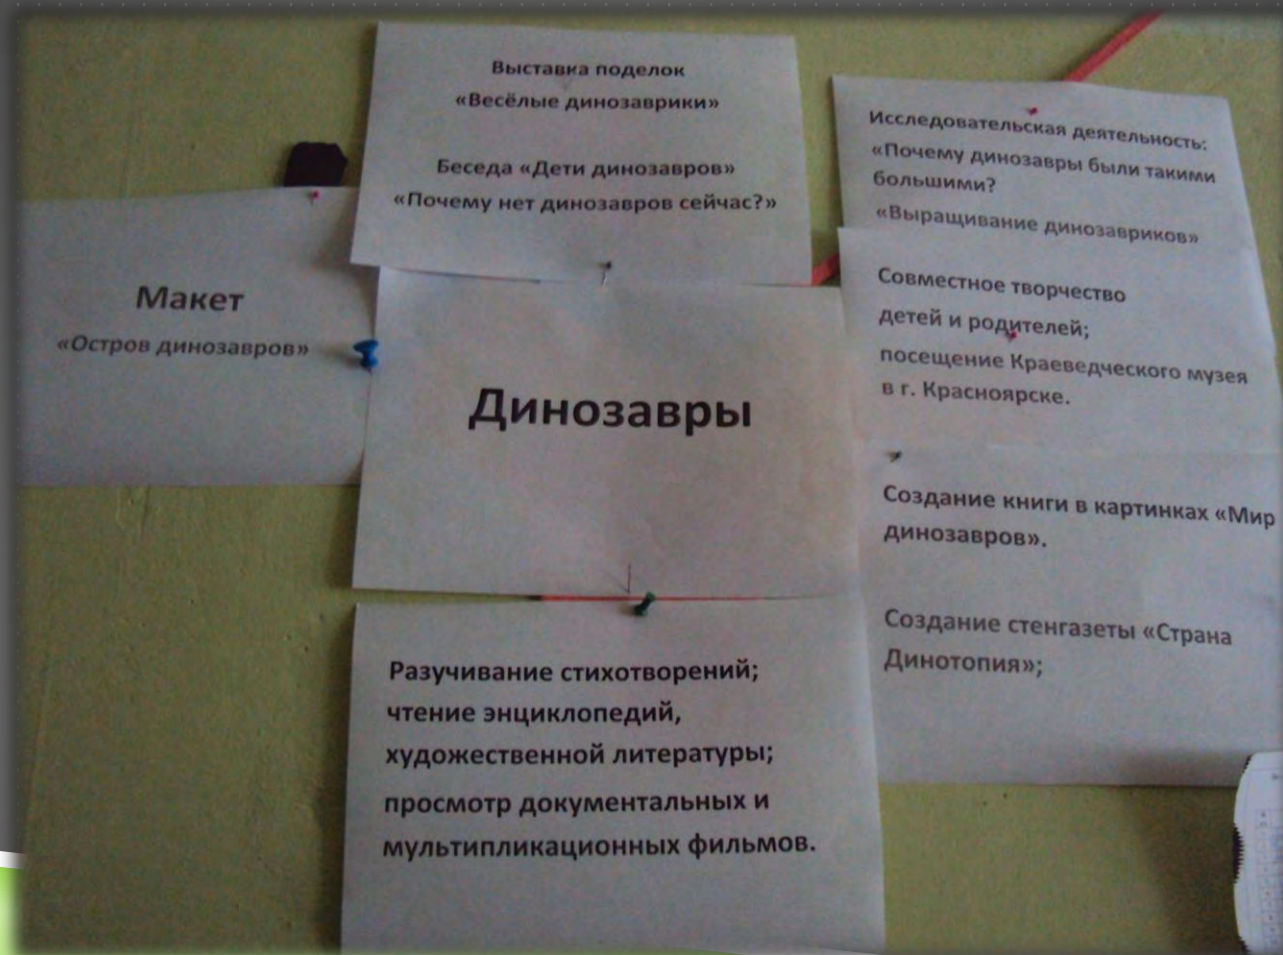 Выставка поделок
«Весёлые динозаврики»
Беседа «Дети динозавров»
«Почему нет динозавров сейчас?»
Исследовательская деятельность:
«Почему динозавры были такими
большими?
«Выращивание динозавриков»
Макет
«Остров динозавров»
Динозавры
Совместное творчество
детей и родителей;
посещение Краеведческого музея
в г. Красноярске.
Создание книги в картинках «Мир
динозавров».
Создание стенгазеты «Страна
Динотопия»;
Разучивание стихотворений;
чтение энциклопедий,
художественной литературы;
просмотр документальных и
мультипликационных фильмов.